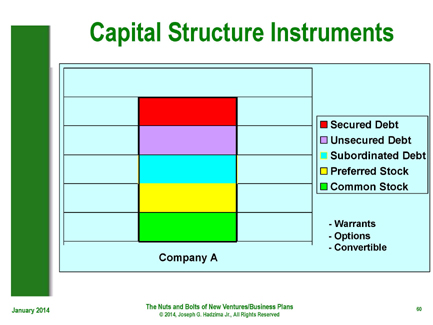 Capital Structure Instruments
Secured Debt
Unsecured Debt
Subordinated Debt
Preferred Stock
Common Stock
- Warrants
- Options
- Convertible
Company A
January 2014
The Nuts and Bolts of New Ventures/Business Plans
© 2014, Joseph G. Hadzima Jr., All Rights Reserved
60